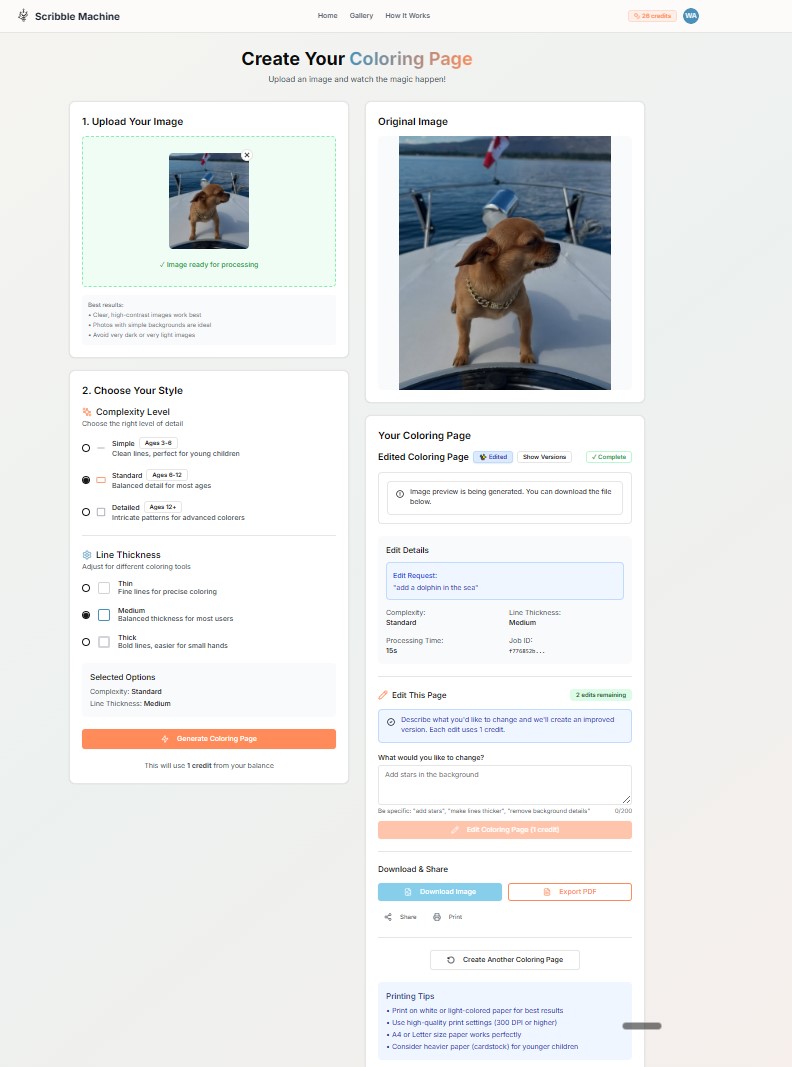 Scribble Machine
Home
Gallery
How It Works
28 credits
WA
Create Your Coloring Page
Upload an image and watch the magic happen!
1. Upload Your Image
✓ Image ready for processing
Best results:
• Clear, high-contrast images work best
• Photos with simple backgrounds are ideal
• Avoid very dark or very light images
2. Choose Your Style
Complexity Level
Choose the right level of detail
Simple Ages 3-6
Clean lines, perfect for young children
Standard Ages 6-12
Balanced detail for most ages
Detailed Ages 12+
Intricate patterns for advanced colorers
Line Thickness
Adjust for different coloring tools
Thin
Fine lines for precise coloring
Medium
Balanced thickness for most users
Thick
Bold lines, easier for small hands
Selected Options
Complexity: Standard
Line Thickness: Medium
Generate Coloring Page
This will use 1 credit from your balance
Original Image
Your Coloring Page
Edited Coloring Page
Edited
Show Versions
✓ Complete
Image preview is being generated. You can download the file
below.
Edit Details
Edit Request:
"add a dolphin in the sea"
Complexity:
Standard
Line Thickness:
Medium
Processing Time:
15s
Job ID:
f776852b...
Edit This Page
2 edits remaining
Describe what you'd like to change and we'll create an improved
version. Each edit uses 1 credit.
What would you like to change?
Add stars in the background
Be specific: "add stars", "make lines thicker", "remove background details"
0/200
Edit Coloring Page (1 credit)
Download & Share
Download Image
Export PDF
Share
Print
Create Another Coloring Page
Printing Tips
• Print on white or light-colored paper for best results
• Use high-quality print settings (300 DPI or higher)
• A4 or Letter size paper works perfectly
• Consider heavier paper (cardstock) for younger children